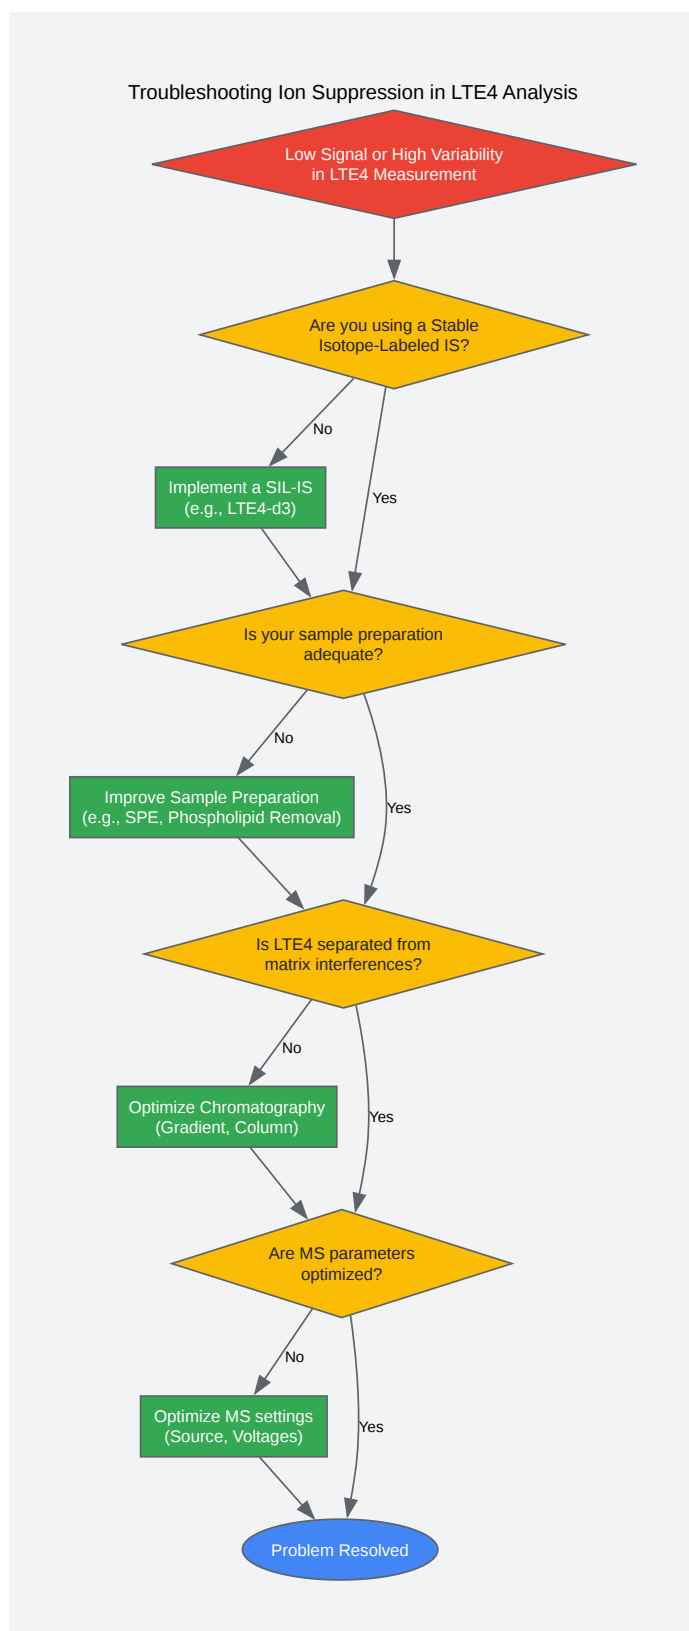 Troubleshooting Ion Suppression in LTE4 Analysis
Low Signal or High Variability
in LTE4 Measurement
Are you using a Stable
Isotope-Labeled IS?
No
Implement a SIL-IS
(e.g., LTE4-d3)
Yes
Is your sample preparation
adequate?
No
Improve Sample Preparation
(e.g., SPE, Phospholipid Removal)
Yes
Is LTE4 separated from
matrix interferences?
No
Optimize Chromatography
(Gradient, Column)
Yes
Are MS parameters
optimized?
No
Optimize MS settings
(Source, Voltages)
Yes
Problem Resolved